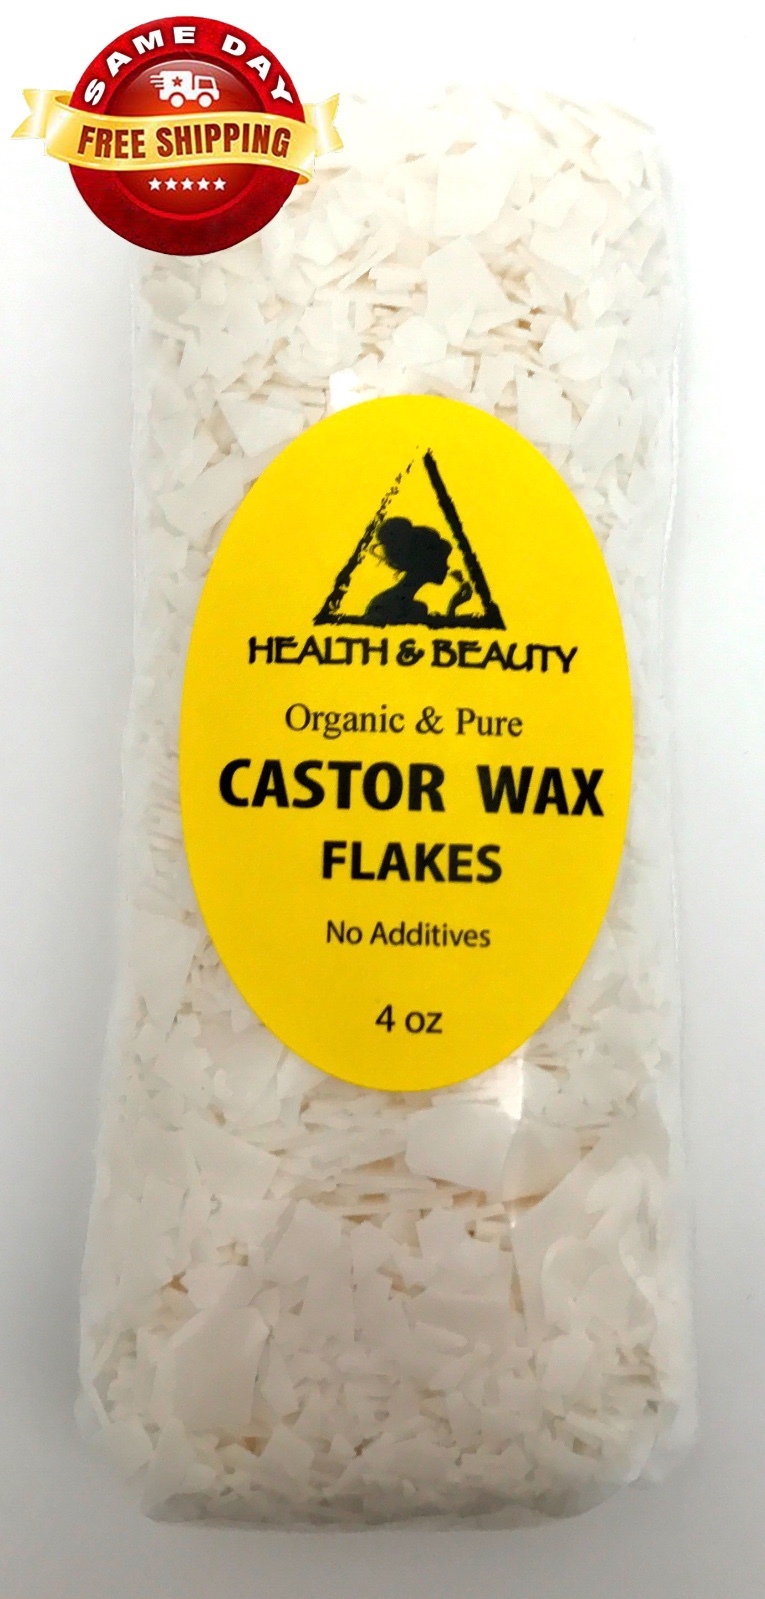 SAME DAY
FREE SHIPPING
HEALTH & BEAUTY
Organic & Pure
CASTOR WAX
FLAKES
No Additives
4 oz